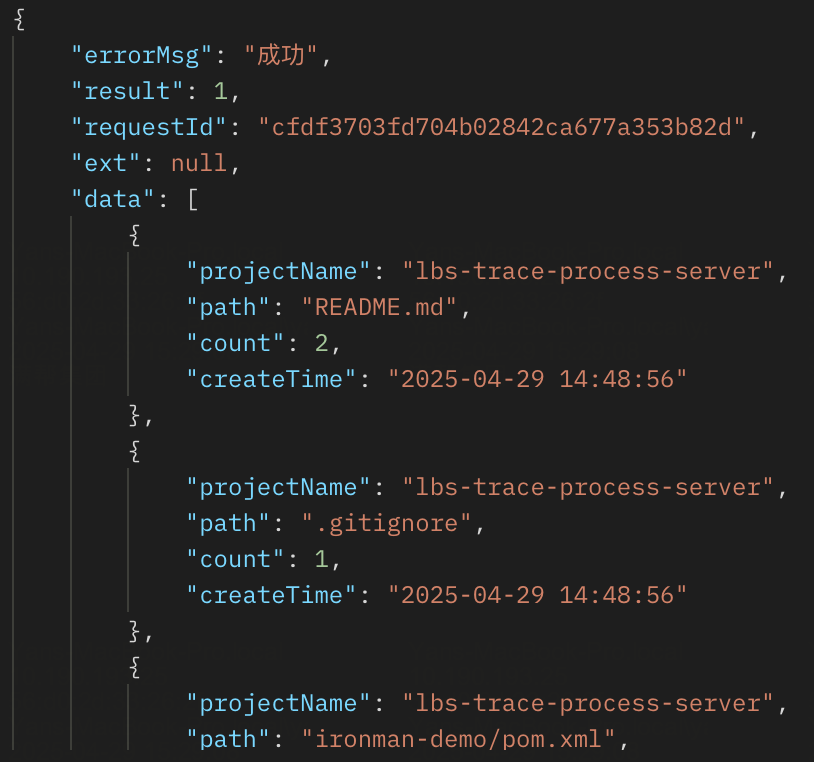 {
"errorMsg": "成功",
"result": 1,
"requestId": "cfdf3703fd704b02842ca677a353b82d",
"ext": null,
"data": [
{
"projectName": "lbs-trace-process-server",
"path": "README.md",
"count": 2,
"createTime": "2025-04-29 14:48:56"
},
{
"projectName": "lbs-trace-process-server",
"path": ".gitignore",
"count": 1,
"createTime": "2025-04-29 14:48:56"
},
{
"projectName": "lbs-trace-process-server",
"path": "ironman-demo/pom.xml",